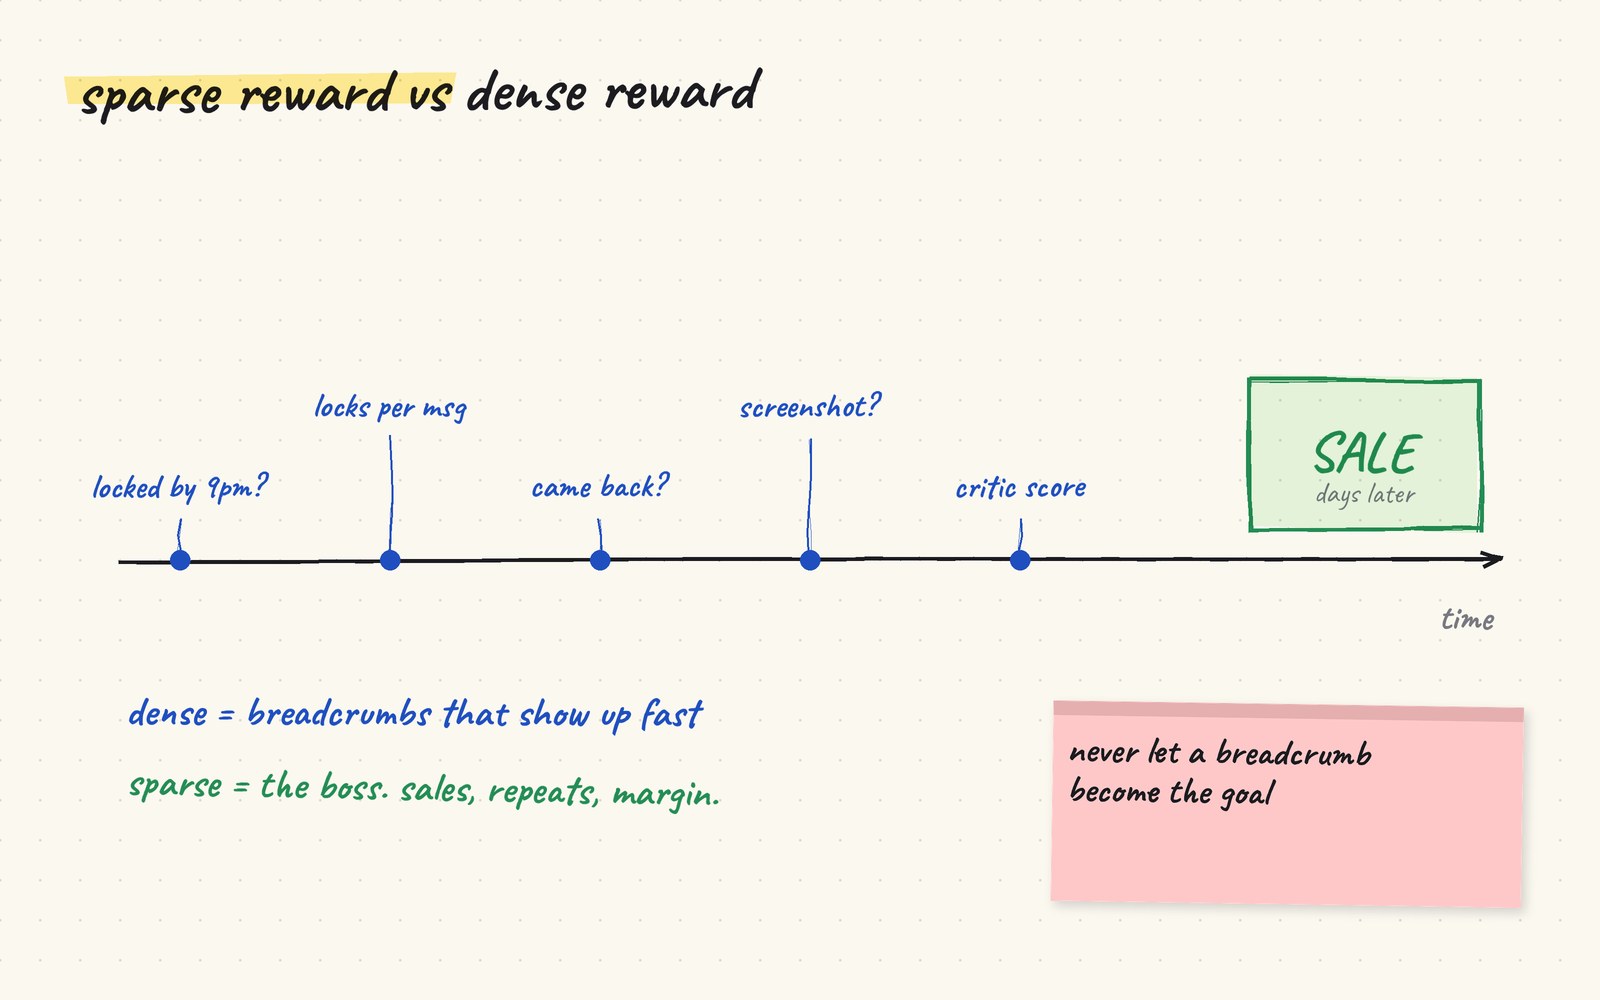 sparse reward vs dense reward
locks per msg
screenshot?
locked by 9pm?
came back?
critic score
SALE
days later
time
dense = breadcrumbs that show up fast
sparse = the boss. sales, repeats, margin.
never let a breadcrumb
become the goal